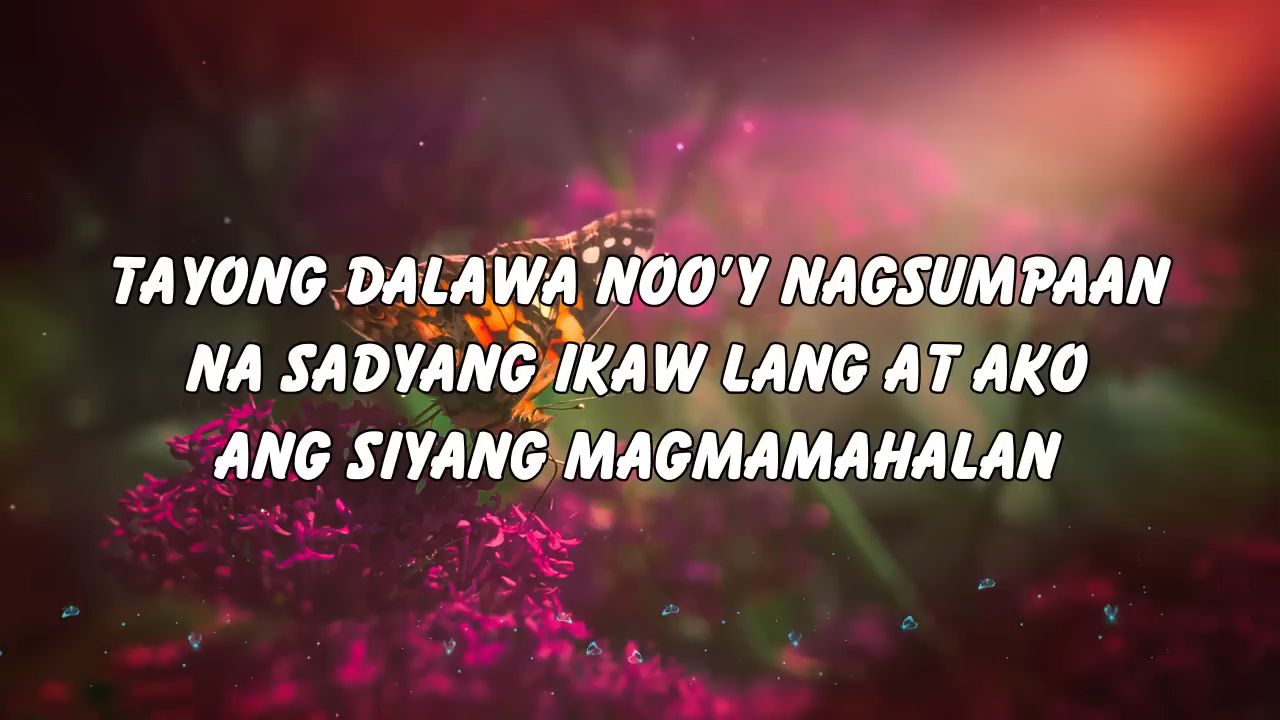 TAYONG DALAWA NOO'Y NAGSUMPAAN
NA SADYANG IKAW LANG AT AKO
ANG SIYANG MAGMAMAHALAN